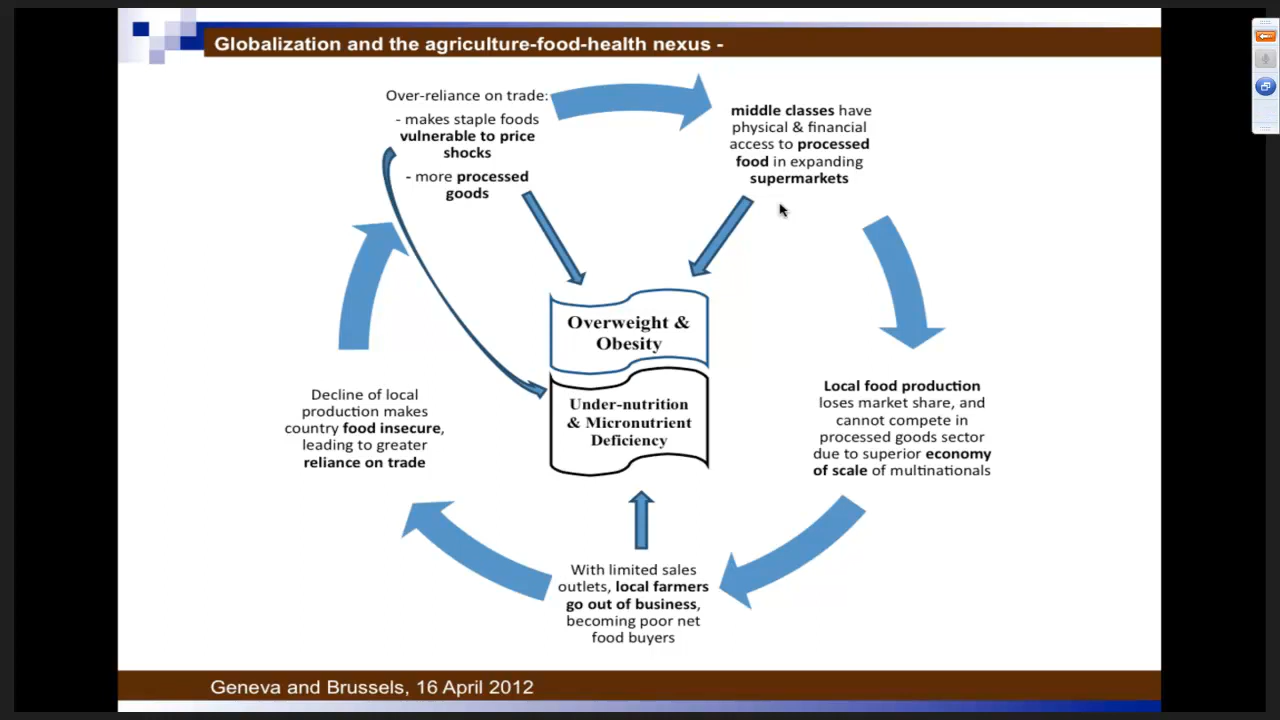 Globalization and the agriculture-food-health nexus -
Over-reliance on trade:
- makes staple foods
vulnerable to price
shocks
- more processed
goods
middle classes have
physical & financial
access to processed
food in expanding
supermarkets
Local food production
loses market share, and
cannot compete in
processed goods sector
due to superior economy
of scale of multinationals
With limited sales
outlets, local farmers
go out of business,
becoming poor net
food buyers
Decline of local
production makes
country food insecure,
leading to greater
reliance on trade
Overweight &
Obesity
Under-nutrition
& Micronutrient
Deficiency
Geneva and Brussels, 16 April 2012